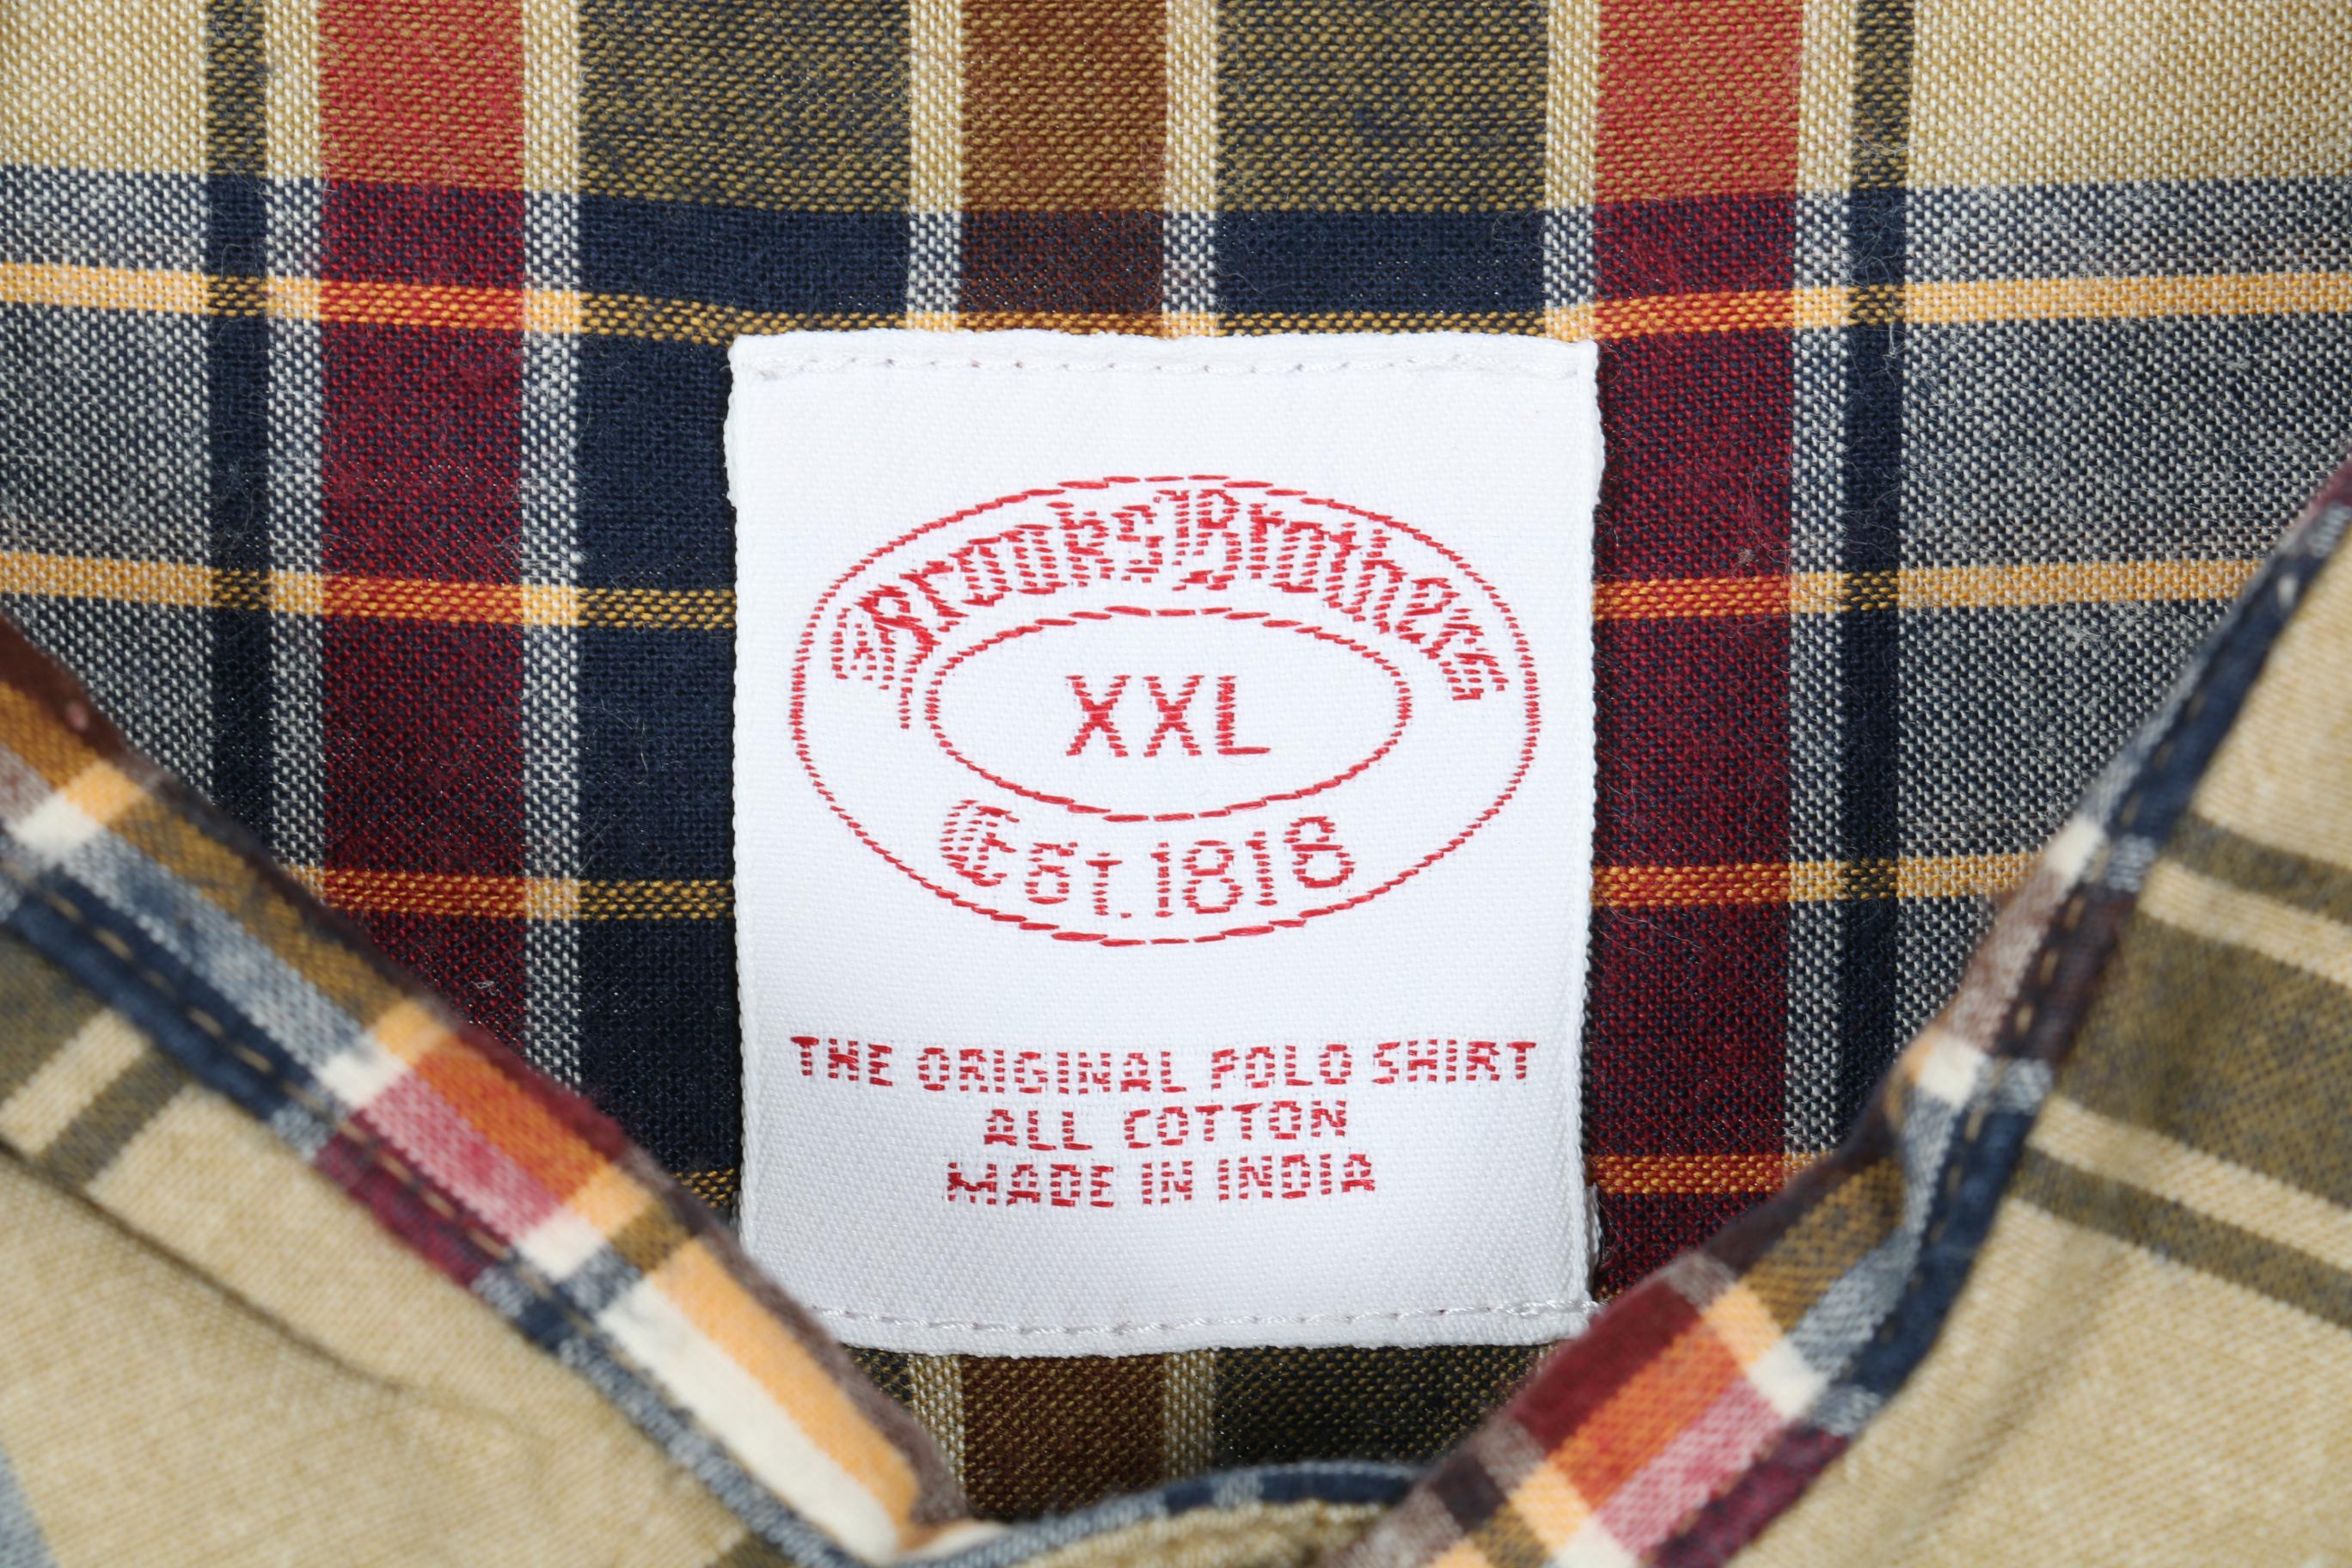 Brooks Brothers
XXL
Est. 1818
THE ORIGINAL POLO SHIRT
ALL COTTON
MADE IN INDIA